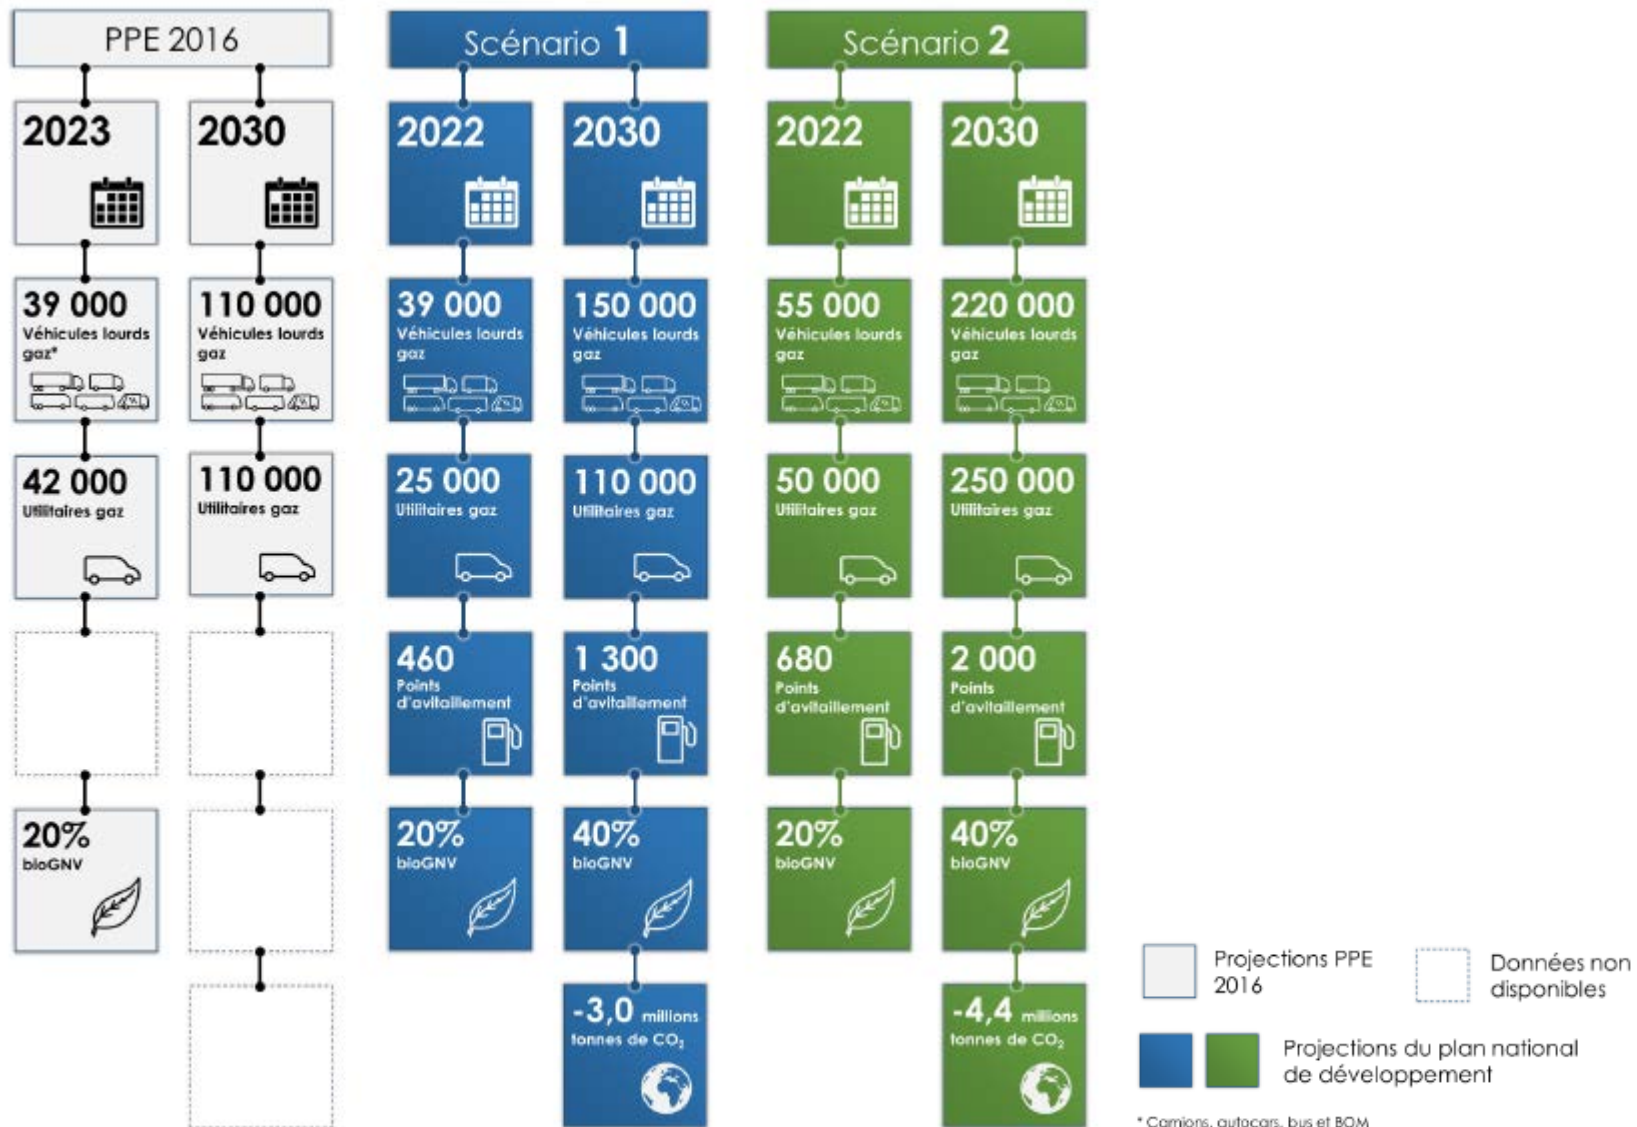 PPE 2016
2023
2030
39 000
Véhicules lourds
gaz*
110 000
Véhicules lourds
gaz
42 000
Utilitaires gaz
110 000
Utilitaires gaz
20%
bioGNV
Scénario 1
2022
2030
39 000
Véhicules lourds
gaz
150 000
Véhicules lourds
gaz
25 000
Utilitaires gaz
110 000
Utilitaires gaz
460
Points
d'avitaillement
1 300
Points
d'avitaillement
20%
bioGNV
40%
bioGNV
-3,0 millions
tonnes de CO₂
Scénario 2
2022
2030
55 000
Véhicules lourds
gaz
220 000
Véhicules lourds
gaz
50 000
Utilitaires gaz
250 000
Utilitaires gaz
680
Points
d'avitaillement
2 000
Points
d'avitaillement
20%
bioGNV
40%
bioGNV
-4,4 millions
tonnes de CO₂
Projections PPE
2016
Données non
disponibles
Projections du plan national
de développement
* Camions, autocars, bus et BOM